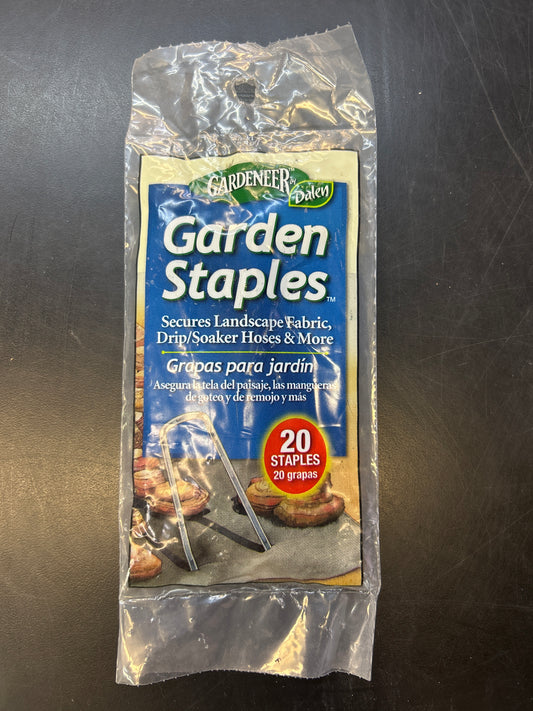 GARDENEER by
Dalen
Garden
Staples™
Secures Landscape Fabric,
Drip/Soaker Hoses & More
Grapas para jardín
Asegura la tela del paisaje, las mangueras
de goteo y de remojo y más
20
STAPLES
20 grapas